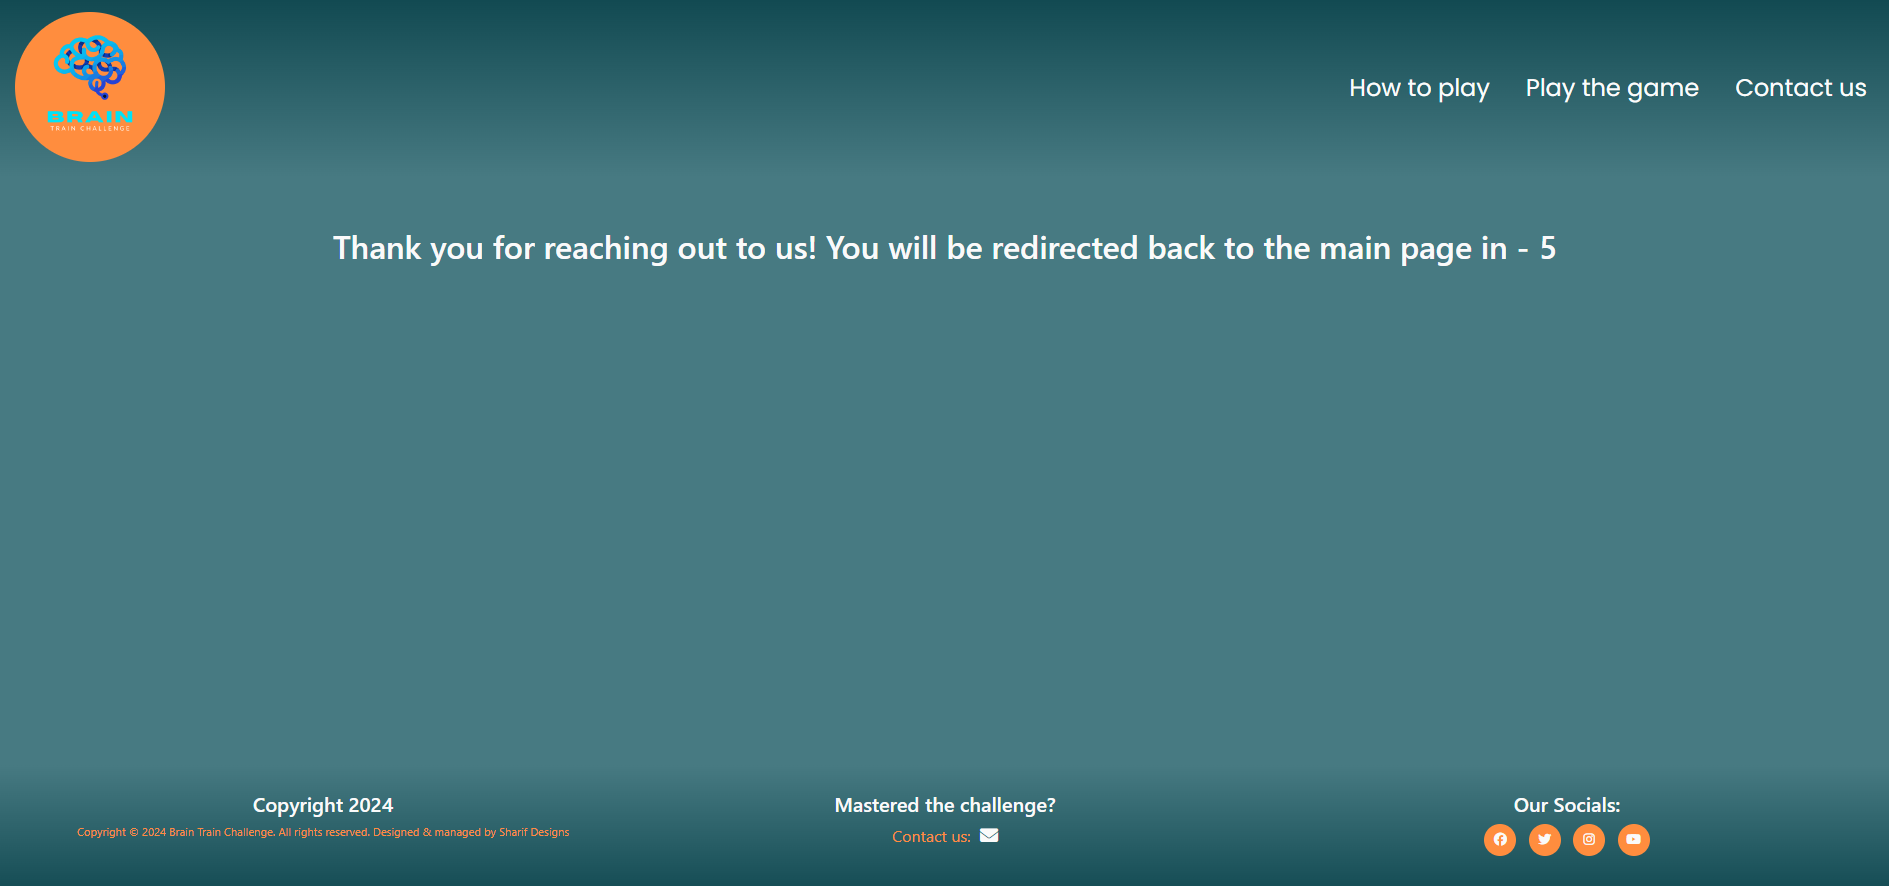 BRAIN
TRAIN CHALLENGE
How to play
Play the game
Contact us
Thank you for reaching out to us! You will be redirected back to the main page in - 5
Copyright 2024
Copyright © 2024 Brain Train Challenge. All rights reserved. Designed & managed by Sharif Designs
Mastered the challenge?
Contact us:
Our Socials: